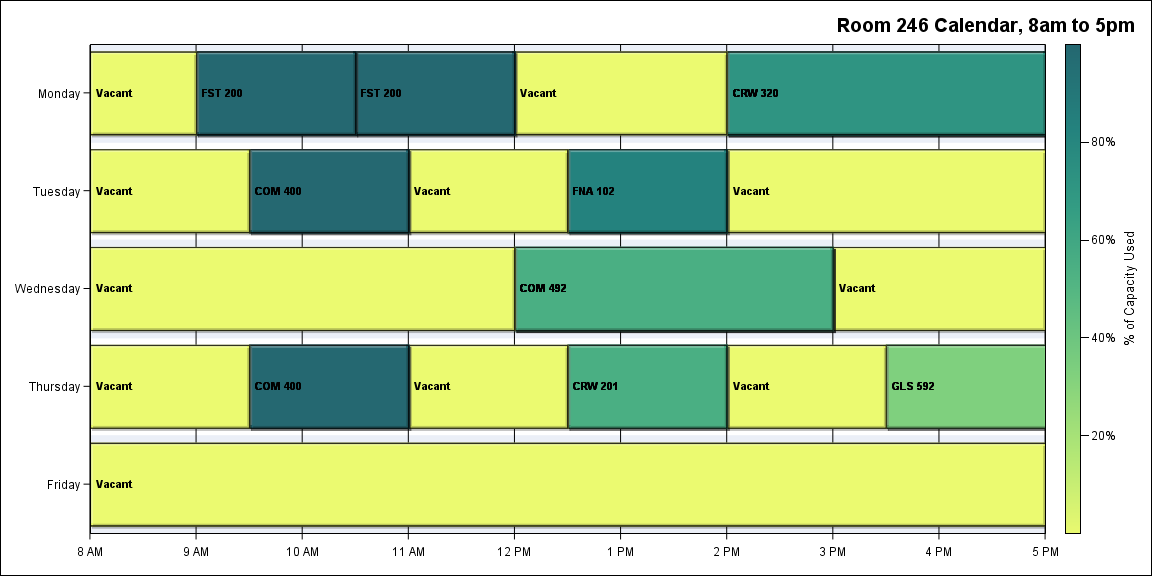 Room 246 Calendar, 8am to 5pm
Monday
Vacant
FST 200
FST 200
Vacant
CRW 320
80%
Tuesday
Vacant
COM 400
Vacant
FNA 102
Vacant
60%
Wednesday
Vacant
COM 492
Vacant
% of Capacity Used
40%
Thursday
Vacant
COM 400
Vacant
CRW 201
Vacant
GLS 592
20%
Friday
Vacant
8 AM
9 AM
10 AM
11 AM
12 PM
1 PM
2 PM
3 PM
4 PM
5 PM